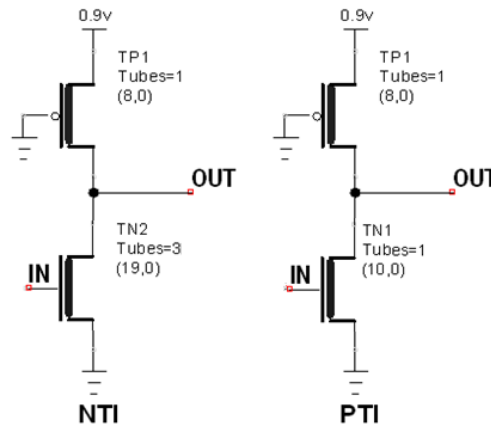 0.9v
TP1
Tubes=1
(8,0)
OUT
TN2
Tubes=3
(19,0)
IN
NTI
0.9v
TP1
Tubes=1
(8,0)
OUT
TN1
Tubes=1
(10,0)
IN
PTI